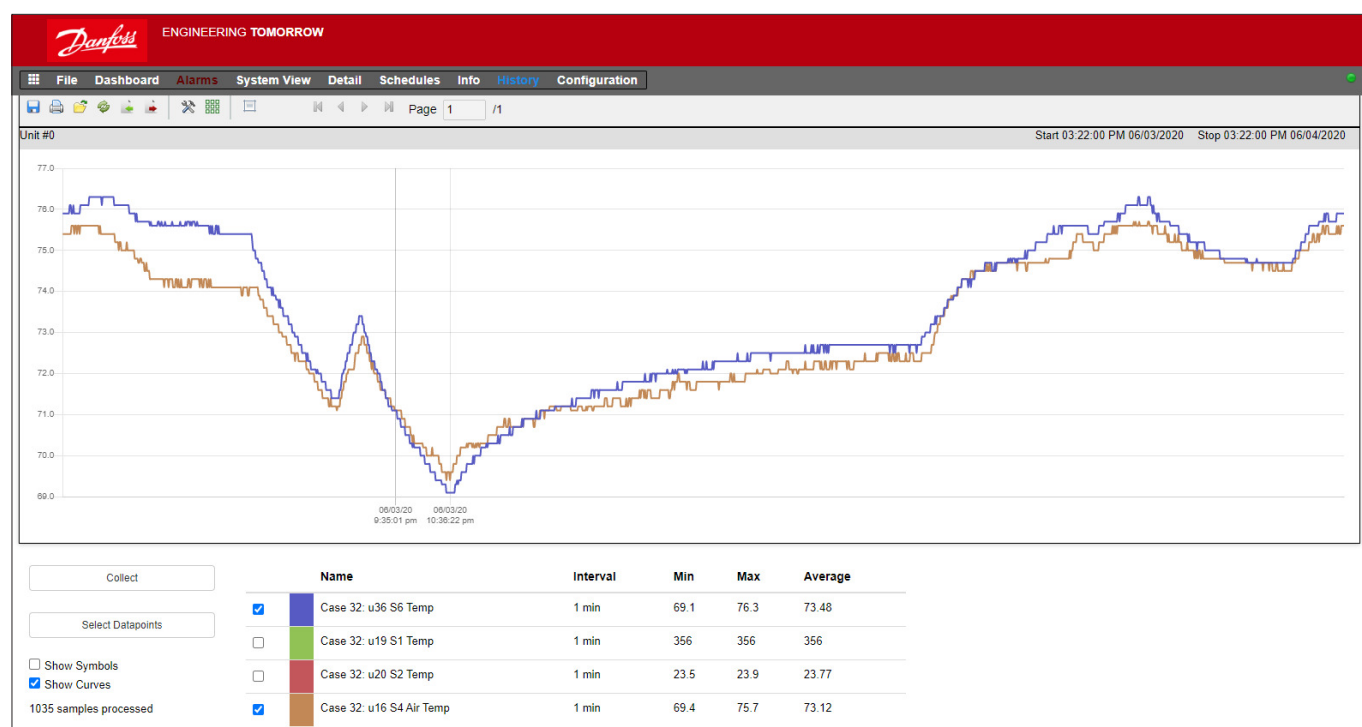 Danfoss ENGINEERING TOMORROW
File Dashboard Alarms System View Detail Schedules Info History Configuration
Page 1 /1
Unit #0 Start 03:22:00 PM 06/03/2020 Stop 03:22:00 PM 06/04/2020
77.0
76.0
75.0
74.0
73.0
72.0
71.0
70.0
69.0
06/03/20 06/03/20
9:35:01 pm 10:36:22 pm
Collect
Select Datapoints
Show Symbols
Show Curves
1035 samples processed
Name Interval Min Max Average
Case 32: u36 S6 Temp 1 min 69.1 76.3 73.48
Case 32: u19 S1 Temp 1 min 356 356 356
Case 32: u20 S2 Temp 1 min 23.5 23.9 23.77
Case 32: u16 S4 Air Temp 1 min 69.4 75.7 73.12